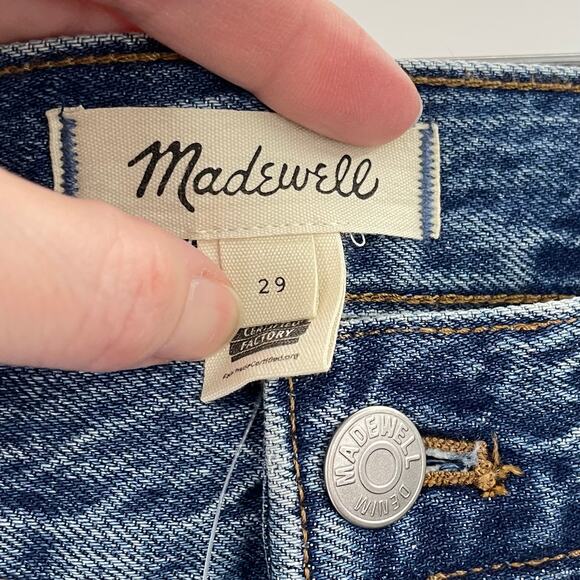 Madewell
29
CERTIFIED
FACTORY
MADEWELL
DENIM